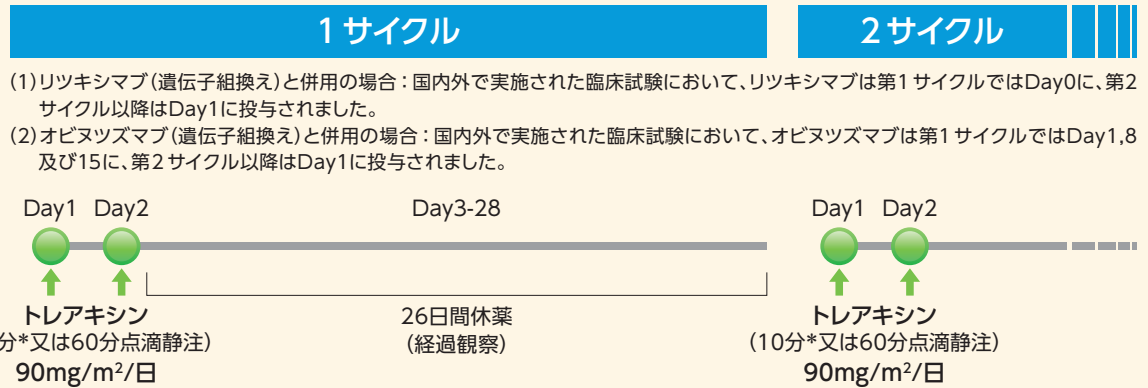 1サイクル 2サイクル
(1)リツキシマブ(遺伝子組換え)と併用の場合:国内外で実施された臨床試験において、リツキシマブは第1サイクルではDay0に、第2
サイクル以降はDay1に投与されました。
(2)オビヌツズマブ(遺伝子組換え)と併用の場合:国内外で実施された臨床試験において、オビヌツズマブは第1サイクルではDay1,8
及び15に、第2サイクル以降はDay1に投与されました。
Day1 Day2 Day3-28 Day1 Day2
トレアキシン 26日間休薬 トレアキシン
分*又は60分点滴静注) (経過観察) (10分*又は60分点滴静注)
90mg/m²/日 90mg/m²/日